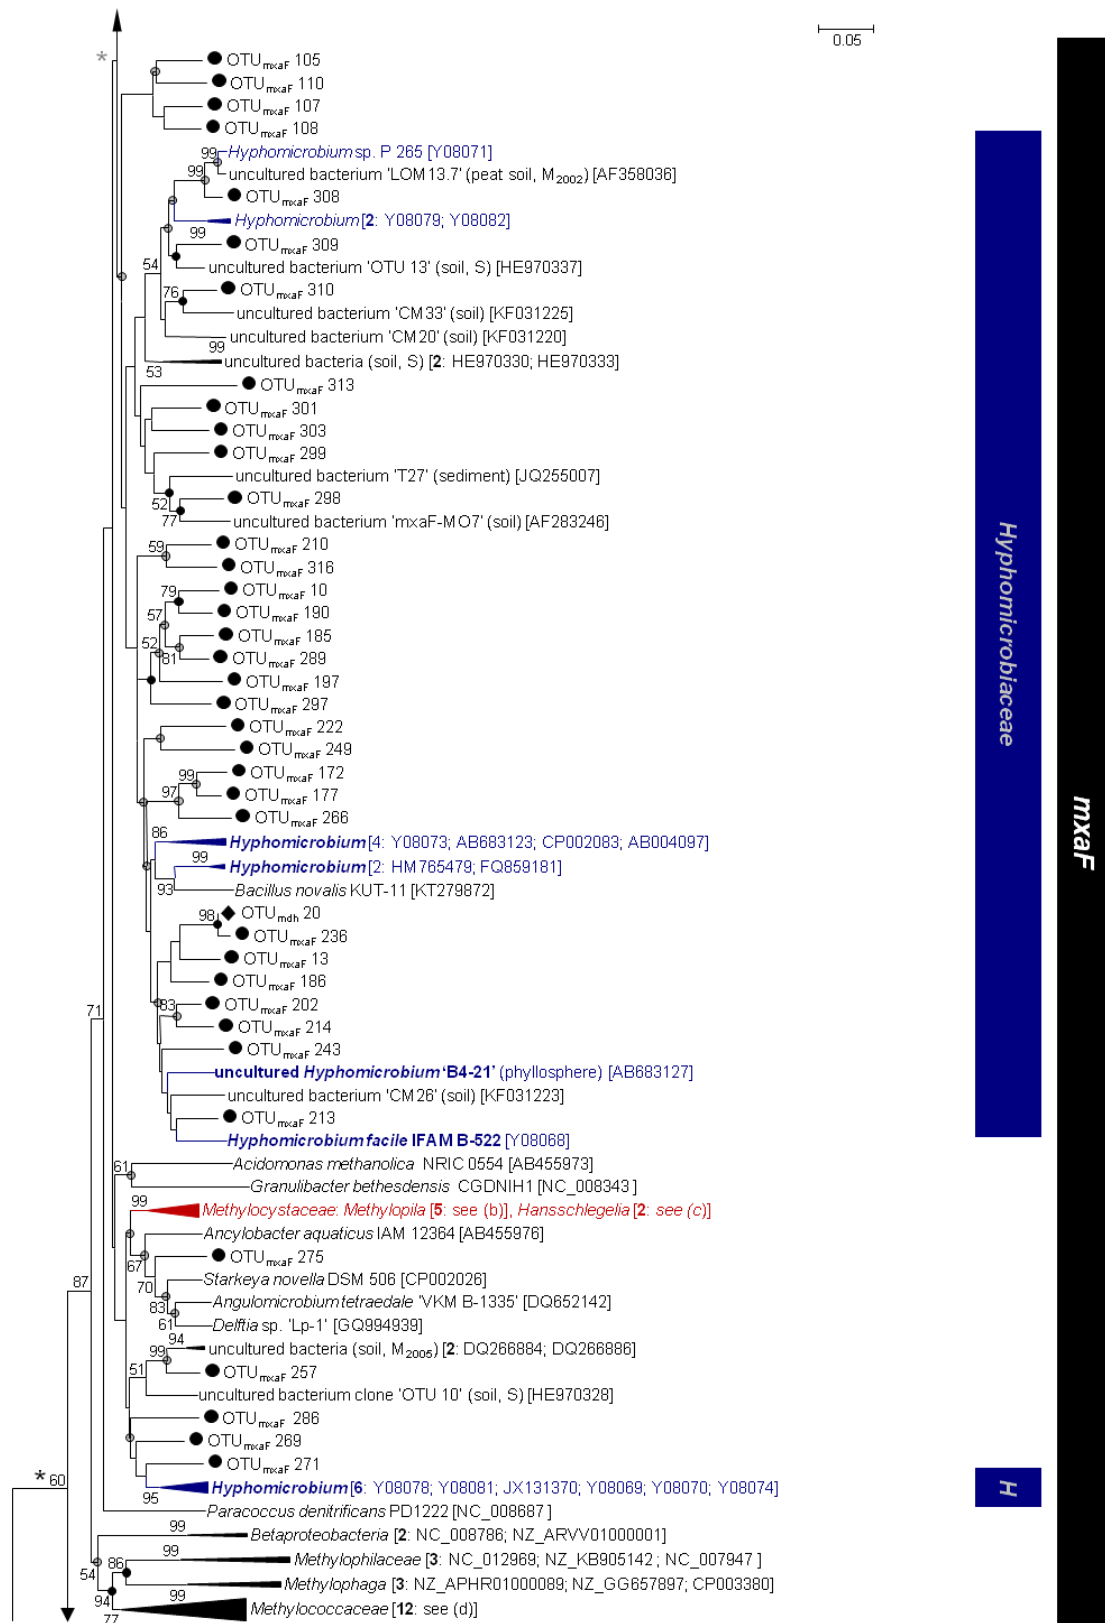 *
0.05
OTUmxaF 105
OTUmxaF 110
OTUmxaF 107
OTUmxaF 108
99 Hyphomicrobium sp. P 265 [Y08071]
99 uncultured bacterium 'LOM13.7' (peat soil, M2002) [AF358036]
OTUmxaF 308
Hyphomicrobium [2: Y08079; Y08082]
99
OTUmxaF 309
54 uncultured bacterium 'OTU 13' (soil, S) [HE970337]
76 OTUmxaF 310
uncultured bacterium 'CM33' (soil) [KF031225]
uncultured bacterium 'CM20' (soil) [KF031220]
99
uncultured bacteria (soil, S) [2: HE970330; HE970333]
53
OTUmxaF 313
OTUmxaF 301
OTUmxaF 303
OTUmxaF 299
uncultured bacterium 'T27' (sediment) [JQ255007]
52 OTUmxaF 298
77 uncultured bacterium 'mxaF-MO7' (soil) [AF283246]
59 OTUmxaF 210
OTUmxaF 316
79 OTUmxaF 10
57 OTUmxaF 190
52 OTUmxaF 185
81 OTUmxaF 289
OTUmxaF 197
OTUmxaF 297
OTUmxaF 222
OTUmxaF 249
99 OTUmxaF 172
97 OTUmxaF 177
OTUmxaF 266
86 Hyphomicrobium [4: Y08073; AB683123; CP002083; AB004097]
99 Hyphomicrobium [2: HM765479; FQ859181]
93 Bacillus novalis KUT-11 [KT279872]
98 OTUmdh 20
OTUmxaF 236
OTUmxaF 13
OTUmxaF 186
83 OTUmxaF 202
71 OTUmxaF 214
OTUmxaF 243
uncultured Hyphomicrobium 'B4-21' (phyllosphere) [AB683127]
uncultured bacterium 'CM26' (soil) [KF031223]
OTUmxaF 213
Hyphomicrobium facile IFAM B-522 [Y08068]
61 Acidomonas methanolica NRIC 0554 [AB455973]
Granulibacter bethesdensis CGDNIH1 [NC_008343]
99 Methylocystaceae: Methylopila [5: see (b)], Hansschlegelia [2: see (c)]
Ancylobacter aquaticus IAM 12364 [AB455976]
67 OTUmxaF 275
87 70 Starkeya novella DSM 506 [CP002026]
83 Angulomicrobium tetraedale 'VKM B-1335' [DQ652142]
61 Delftia sp. 'Lp-1' [GQ994939]
94 uncultured bacteria (soil, M2005) [2: DQ266884; DQ266886]
99
51 OTUmxaF 257
uncultured bacterium clone 'OTU 10' (soil, S) [HE970328]
OTUmxaF 286
OTUmxaF 269
OTUmxaF 271
* 60
Hyphomicrobium [6: Y08078; Y08081; JX131370; Y08069; Y08070; Y08074]
95
Paracoccus denitrificans PD1222 [NC_008687]
99 Betaproteobacteria [2: NC_008786; NZ_ARVV01000001]
99 Methylophilaceae [3: NC_012969; NZ_KB905142; NC_007947]
54 86
Methylophaga [3: NZ_APHR01000089; NZ_GG657897; CP003380]
94 99
77 Methylococcaceae [12: see (d)]
Hyphomicrobiaceae
H
mxaF